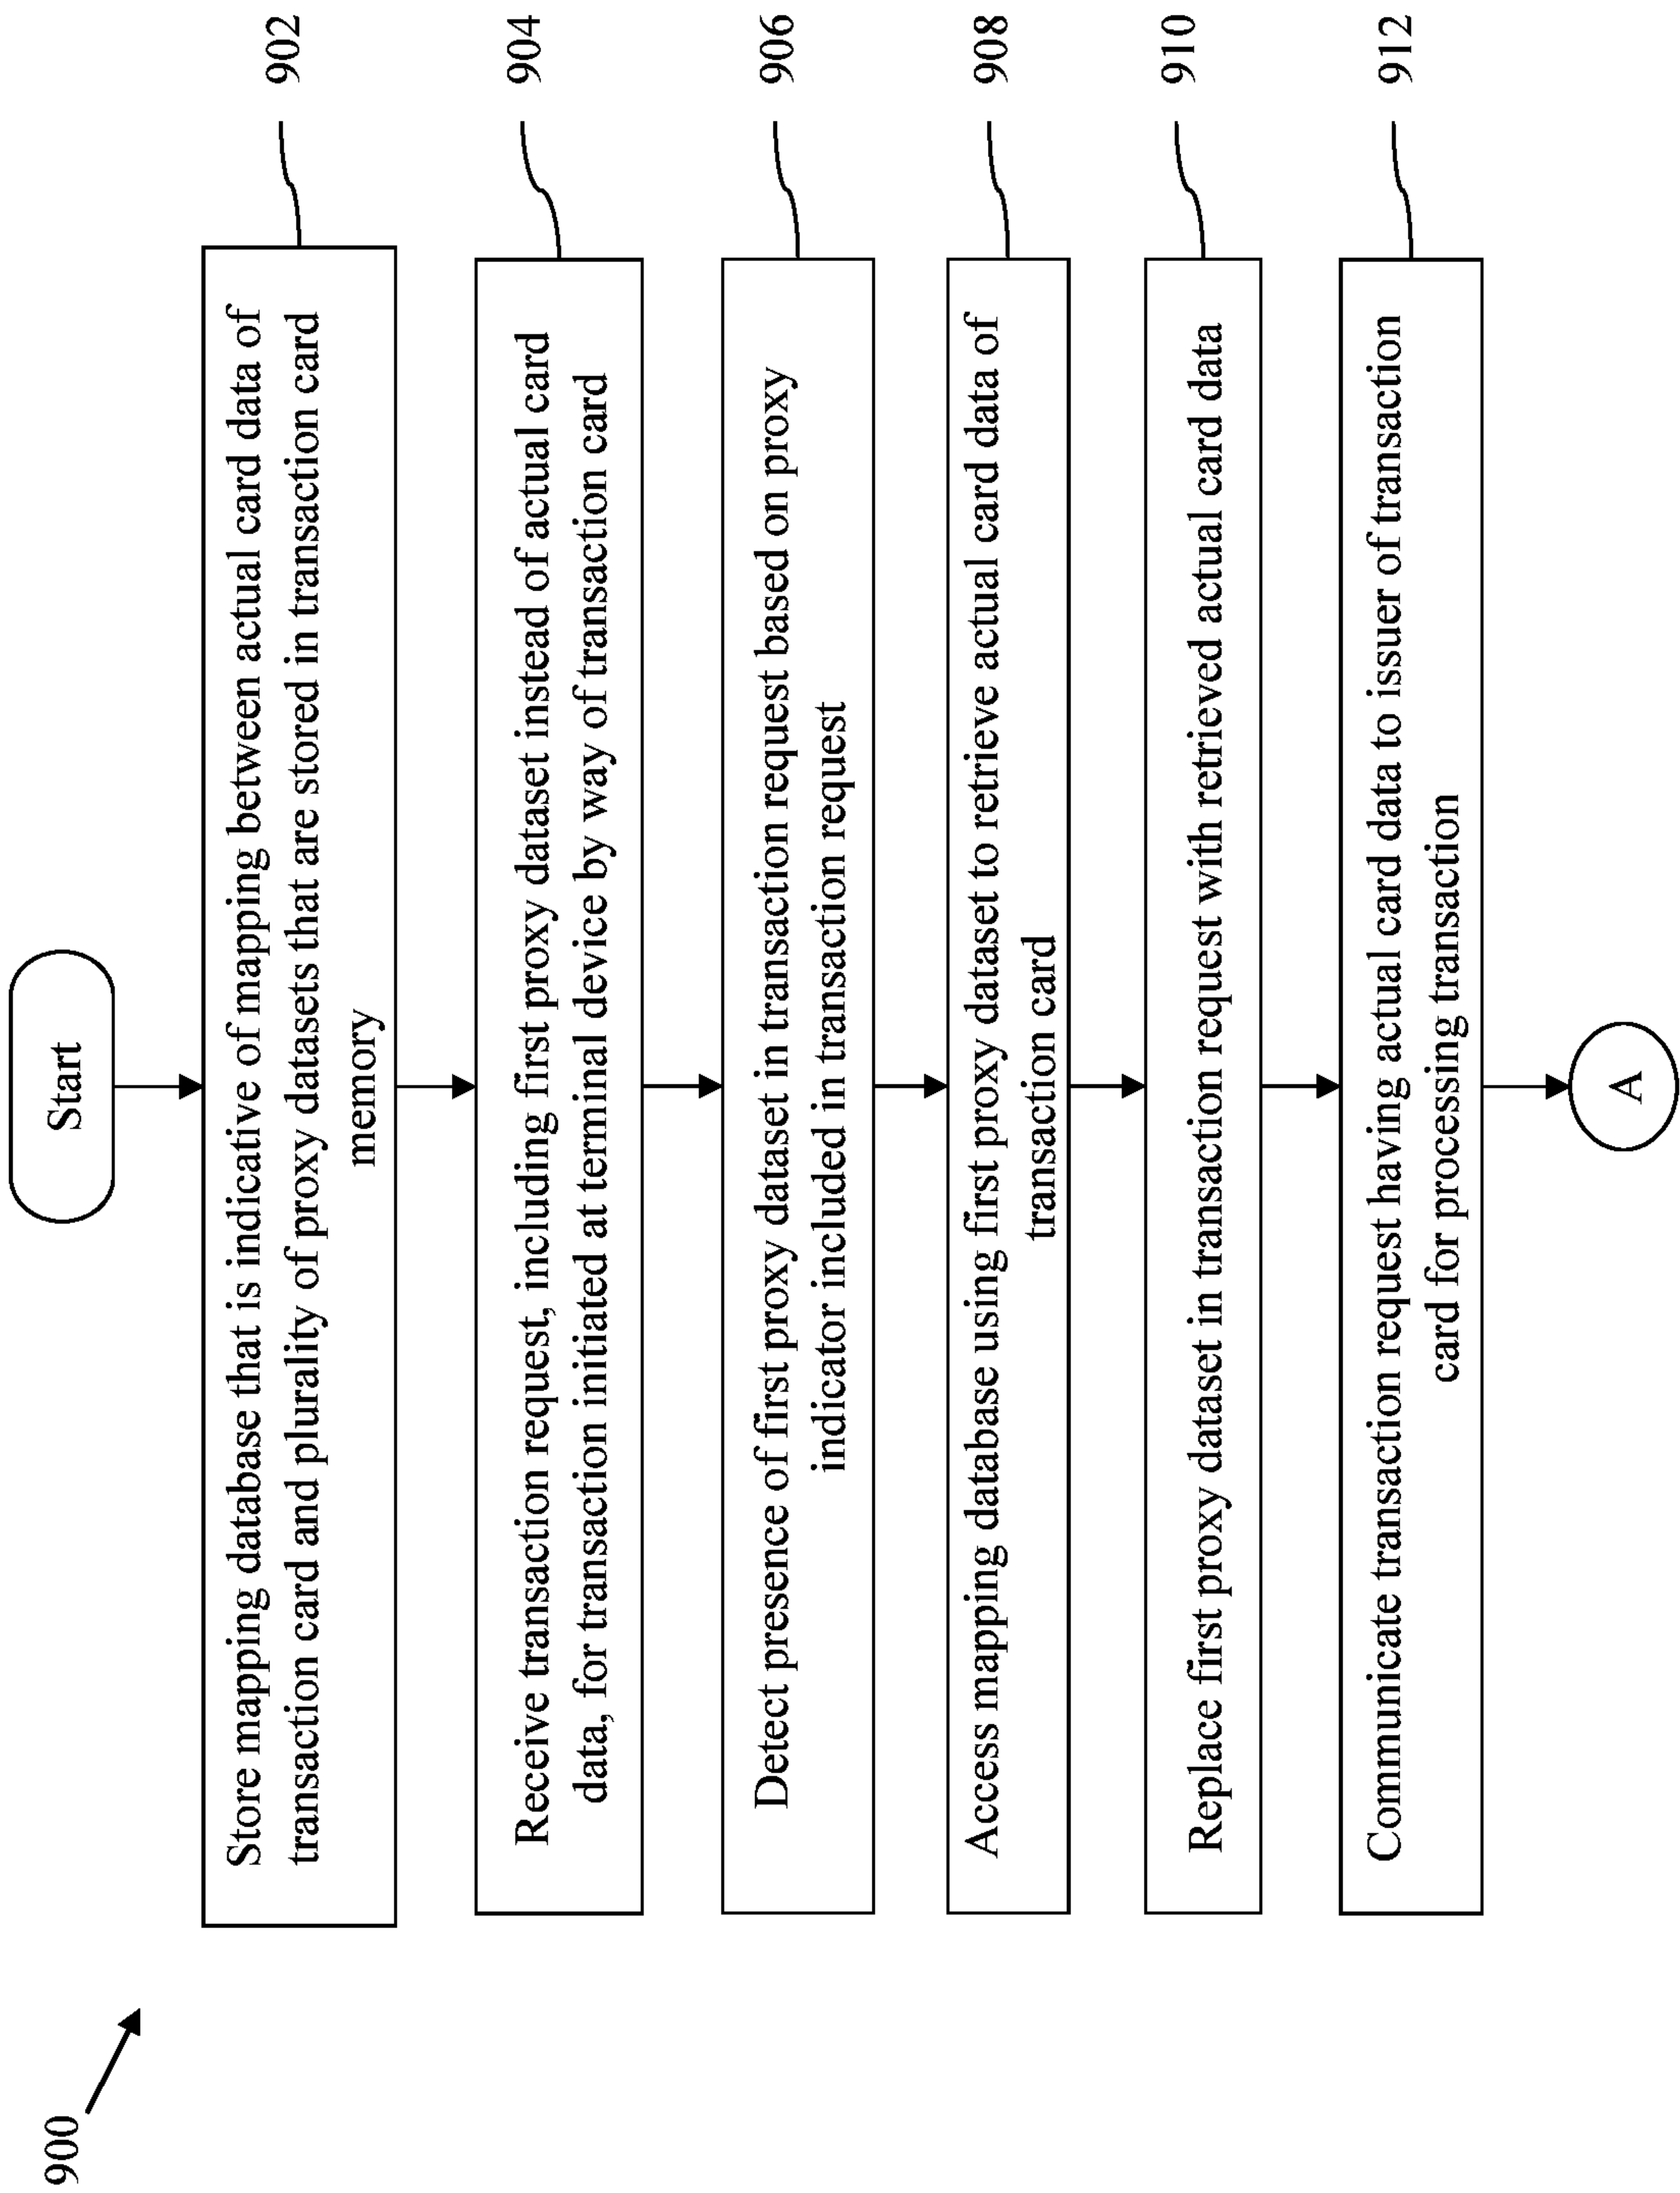 900
Start
Store mapping database that is indicative of mapping between actual card data of
transaction card and plurality of proxy datasets that are stored in transaction card
memory
902
Receive transaction request, including first proxy dataset instead of actual card
data, for transaction initiated at terminal device by way of transaction card
904
Detect presence of first proxy dataset in transaction request based on proxy
indicator included in transaction request
906
Access mapping database using first proxy dataset to retrieve actual card data of
transaction card
908
Replace first proxy dataset in transaction request with retrieved actual card data
910
Communicate transaction request having actual card data to issuer of transaction
card for processing transaction
912
A